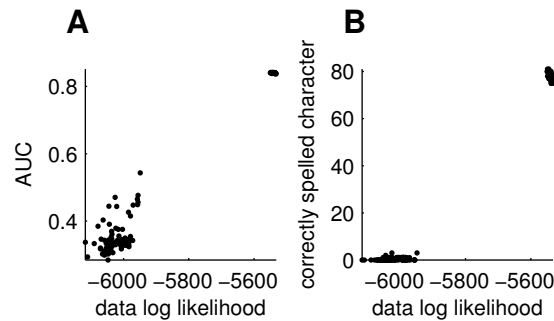 A
B
AUC
0.8
0.6
0.4
−6000 −5800 −5600
data log likelihood
correctly spelled character
80
60
40
20
0
−6000 −5800 −5600
data log likelihood